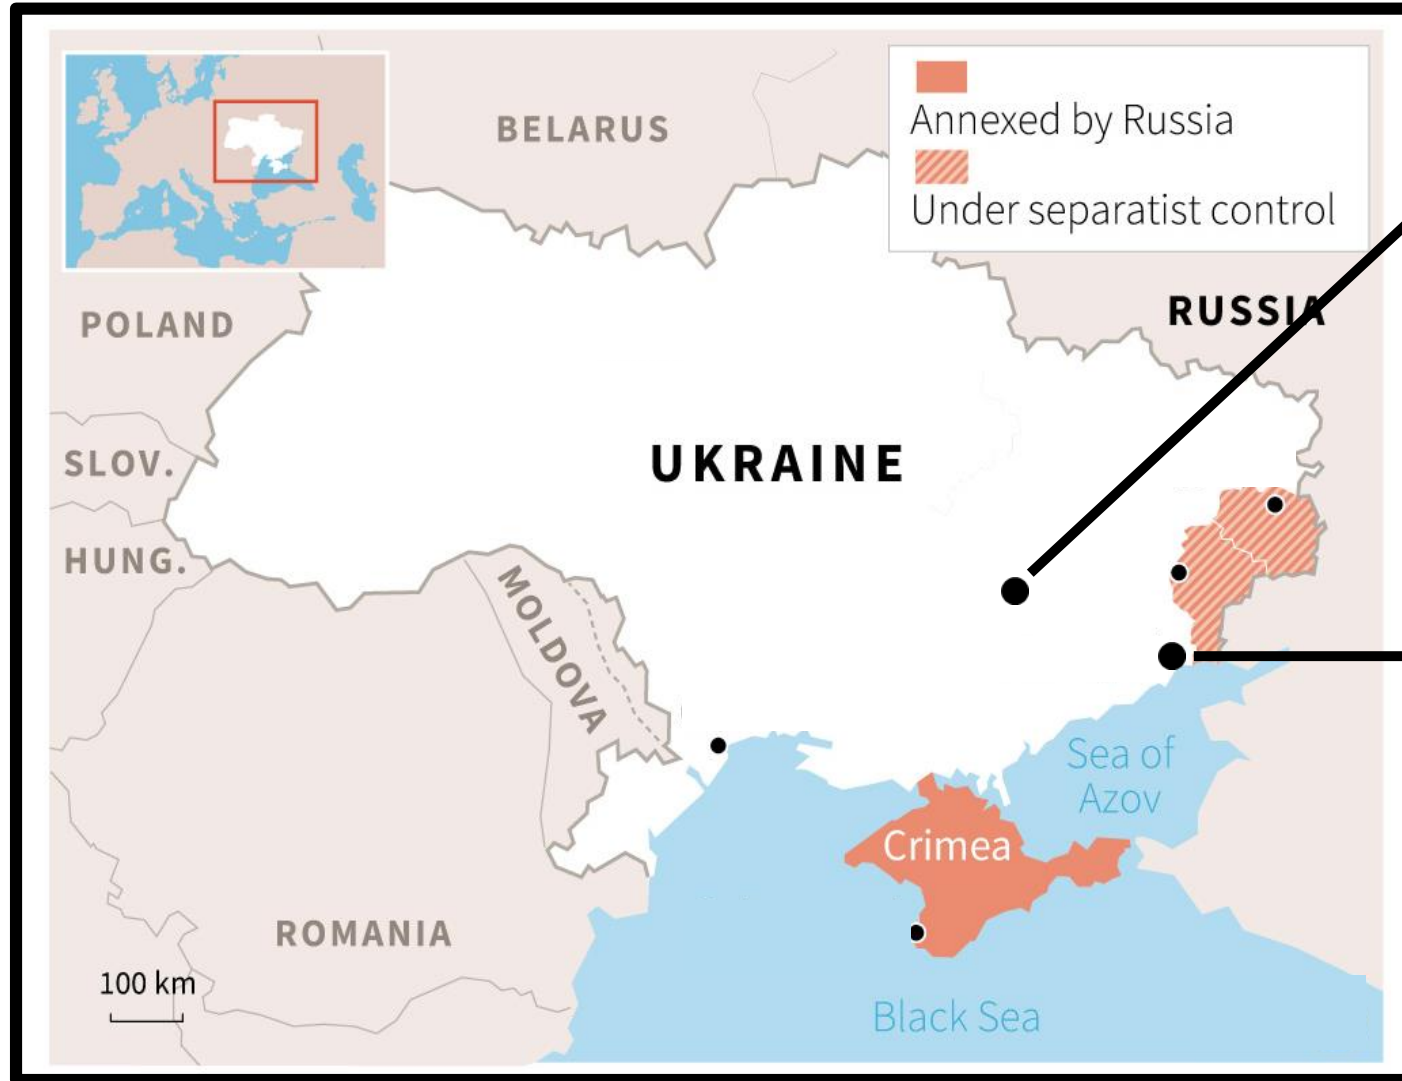 Annexed by Russia
Under separatist control
BELARUS
RUSSIA
POLAND
UKRAINE
SLOV.
HUNG.
MOLDOVA
Sea of
Azov
Crimea
ROMANIA
100 km
Black Sea